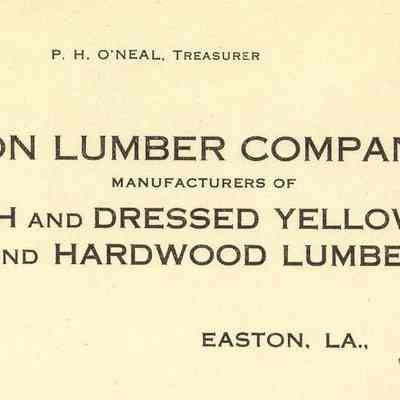 P. H. O'NEAL, TREASURER
ON LUMBER COMPAN
MANUFACTURERS OF
H AND DRESSED YELLOW
ND HARDWOOD LUMBE
EASTON, LA.,